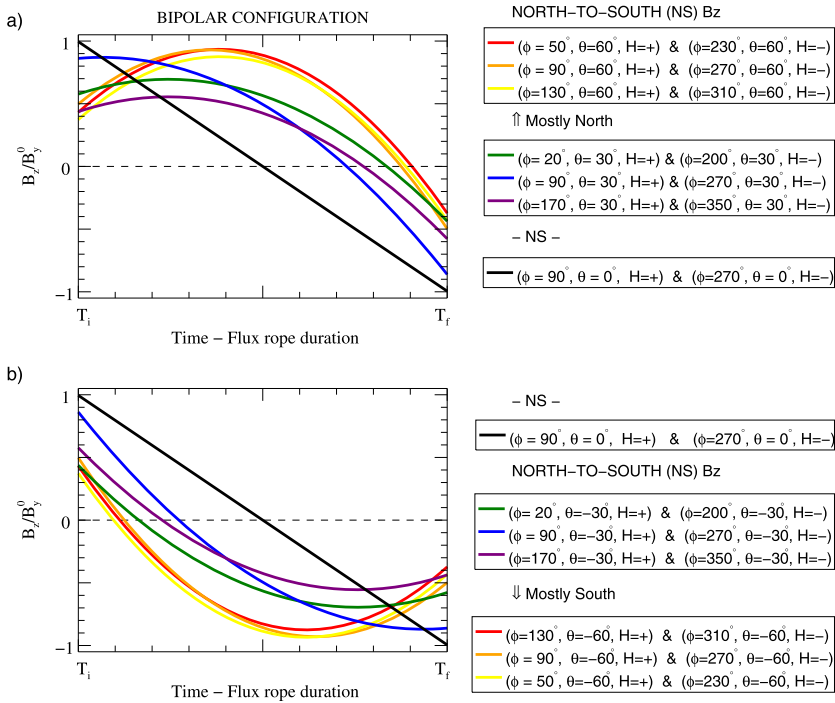 a)
BIPOLAR CONFIGURATION
NORTH−TO−SOUTH (NS) Bz
1
0
−1
B_z/B_y^0
T_i
T_f
Time − Flux rope duration
(ϕ = 50°, θ=60°, H=+) & (ϕ=230°, θ=60°, H=−)
(ϕ = 90°, θ=60°, H=+) & (ϕ=270°, θ=60°, H=−)
(ϕ=130°, θ=60°, H=+) & (ϕ=310°, θ=60°, H=−)
⇑ Mostly North
(ϕ= 20°, θ= 30°, H=+) & (ϕ=200°, θ=30°, H=−)
(ϕ = 90°, θ= 30°, H=+) & (ϕ=270°, θ=30°, H=−)
(ϕ=170°, θ= 30°, H=+) & (ϕ=350°, θ= 30°, H=−)
− NS −
(ϕ = 90°, θ = 0°, H=+) & (ϕ=270°, θ = 0°, H=−)
b)
1
0
−1
B_z/B_y^0
T_i
T_f
Time − Flux rope duration
− NS −
(ϕ = 90°, θ = 0°, H=+) & (ϕ=270°, θ = 0°, H=−)
NORTH−TO−SOUTH (NS) Bz
(ϕ= 20°, θ=−30°, H=+) & (ϕ=200°, θ=−30°, H=−)
(ϕ = 90°, θ=−30°, H=+) & (ϕ=270°, θ=−30°, H=−)
(ϕ=170°, θ=−30°, H=+) & (ϕ=350°, θ=−30°, H=−)
⇓ Mostly South
(ϕ=130°, θ=−60°, H=+) & (ϕ=310°, θ=−60°, H=−)
(ϕ= 90°, θ=−60°, H=+) & (ϕ=270°, θ=−60°, H=−)
(ϕ= 50°, θ=−60°, H=+) & (ϕ=230°, θ=−60°, H=−)